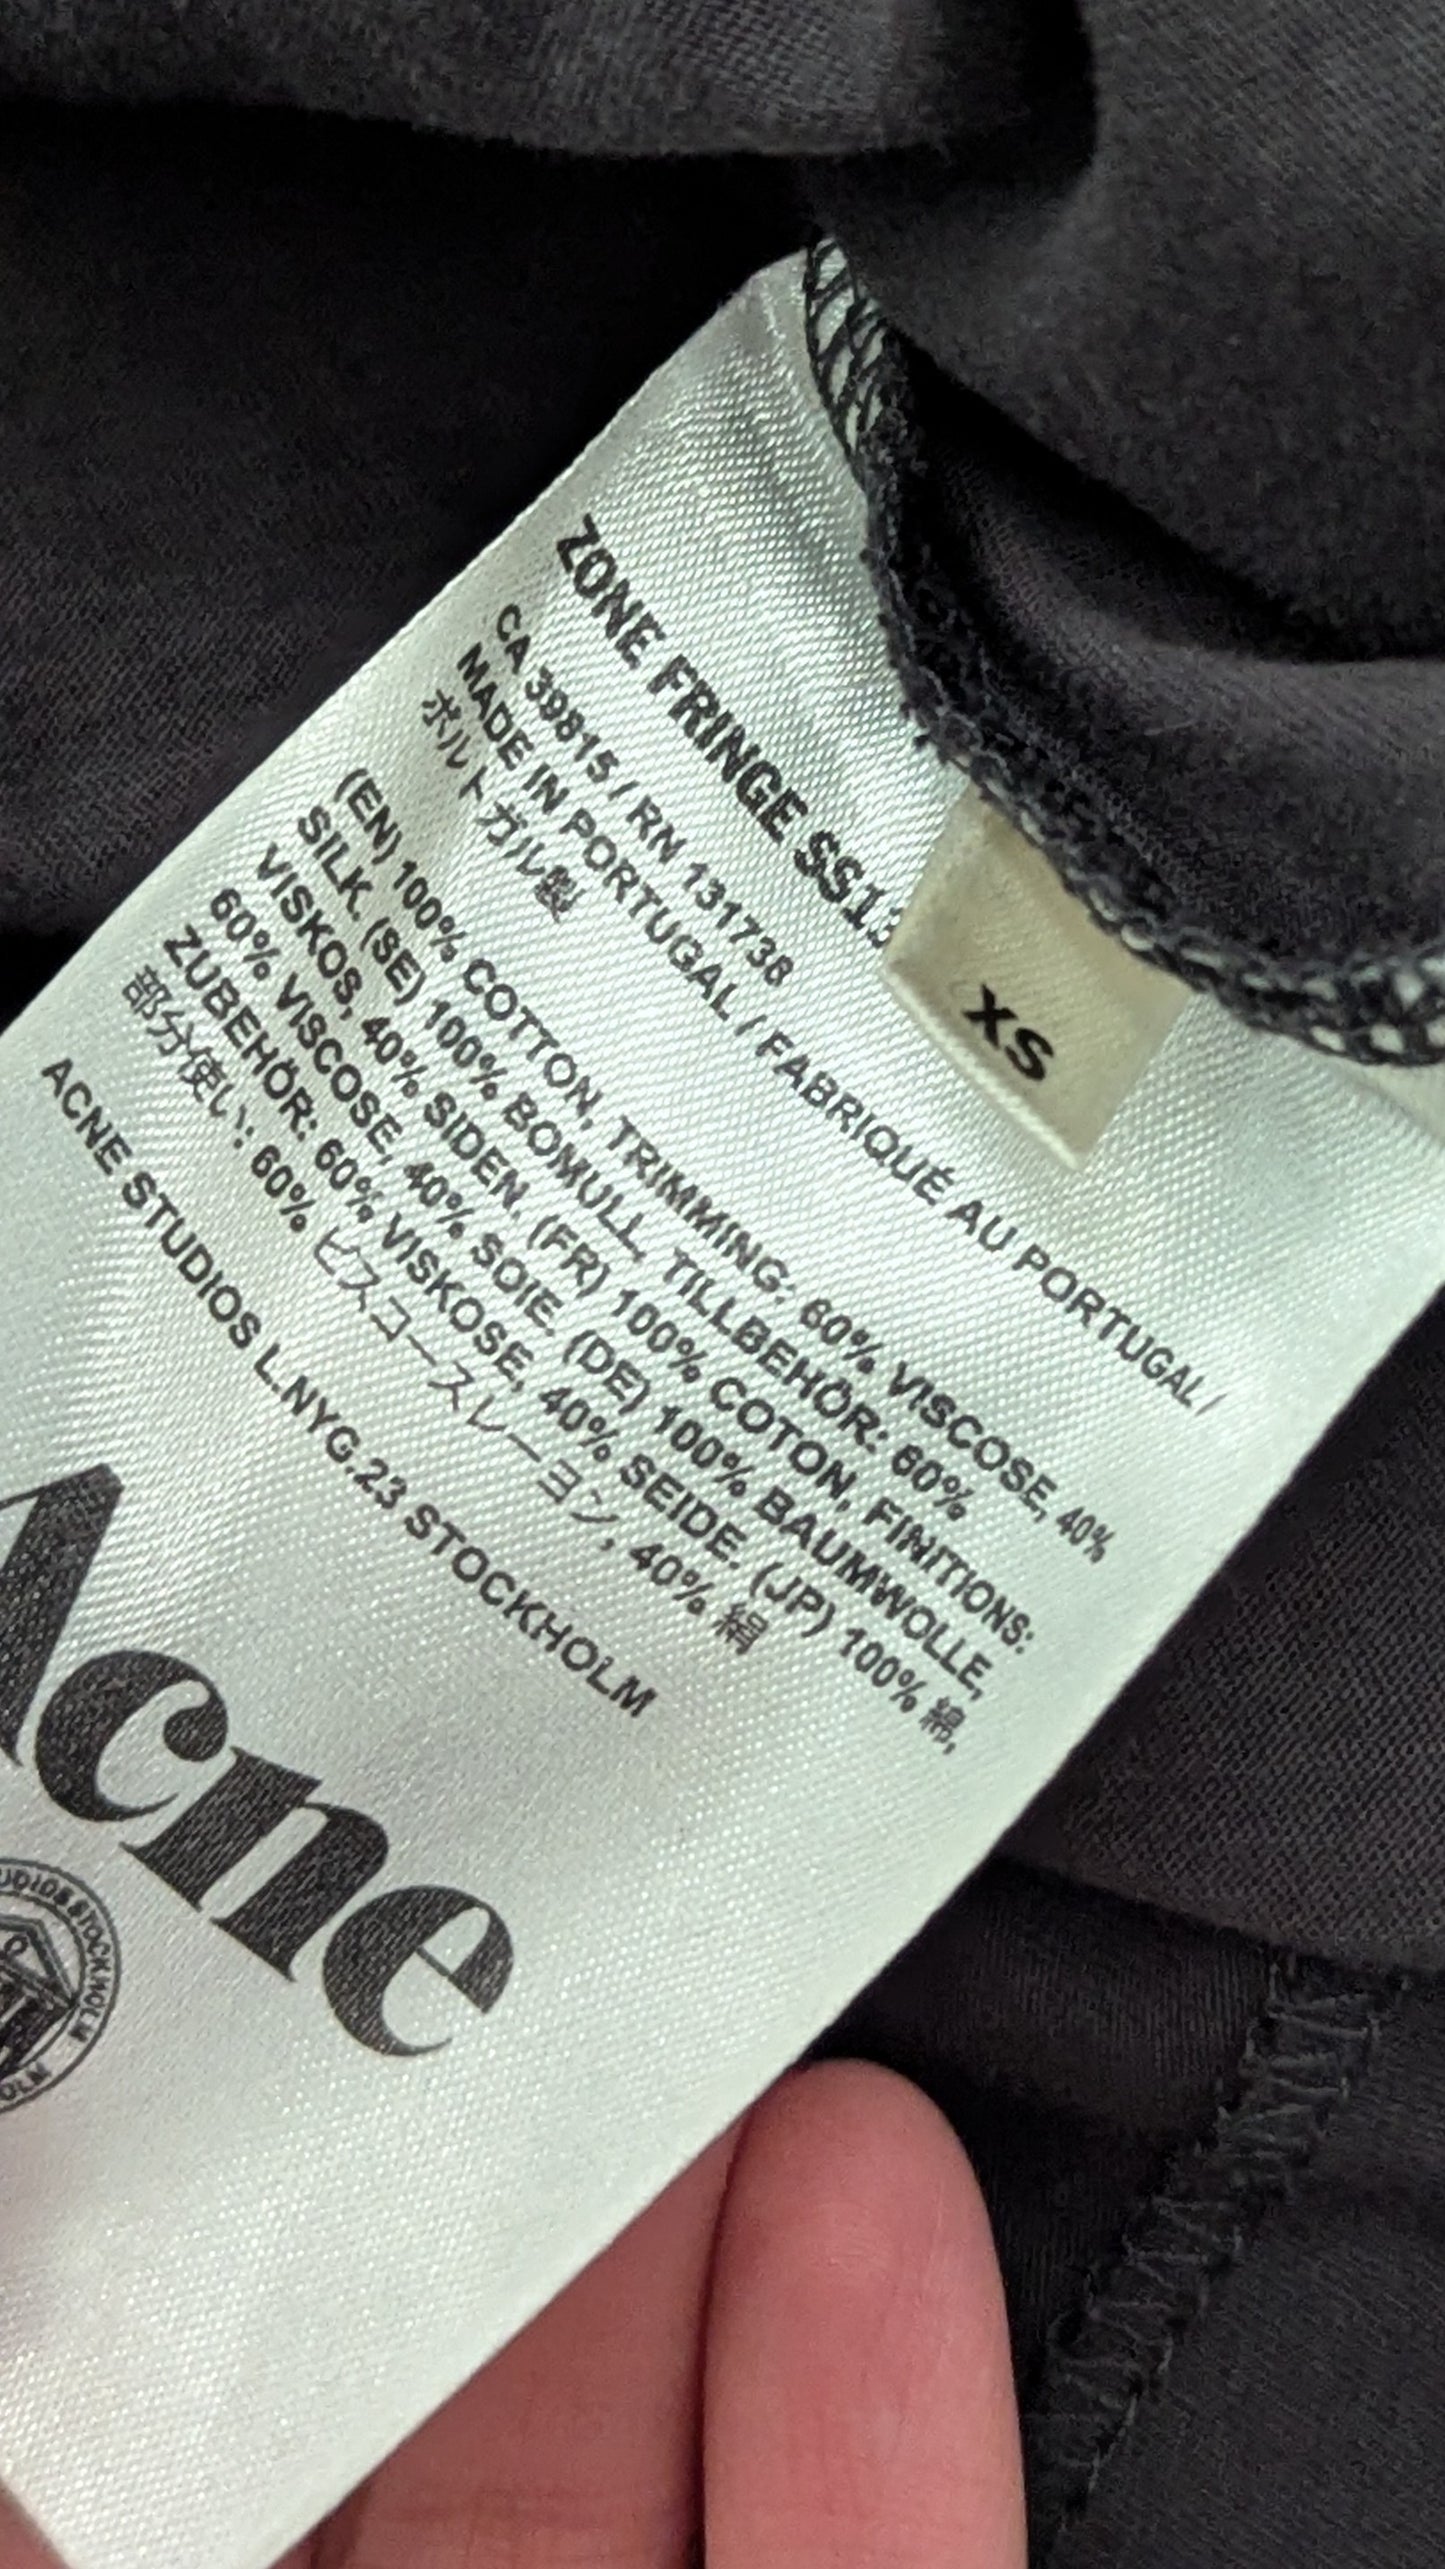 ZONE FRINGE SS13
XS
CA 39815 / RN 131738
MADE IN PORTUGAL / FABRIQUÉ AU PORTUGAL /
ポルトガル製
(EN) 100% COTTON, TRIMMING: 60% VISCOSE, 40%
SILK. (SE) 100% BOMULL, TILLBEHÖR: 60%
VISKOS, 40% SIDEN. (FR) 100% COTON, FINITIONS:
60% VISCOSE, 40% SOIE. (DE) 100% BAUMWOLLE,
ZUBEHÖR: 60% VISKOSE, 40% SEIDE. (JP) 100% 綿,
部分使い: 60% ビスコースレーヨン, 40% 絹
ACNE STUDIOS L.NYG.23 STOCKHOLM
Acne
STOCKHOLM